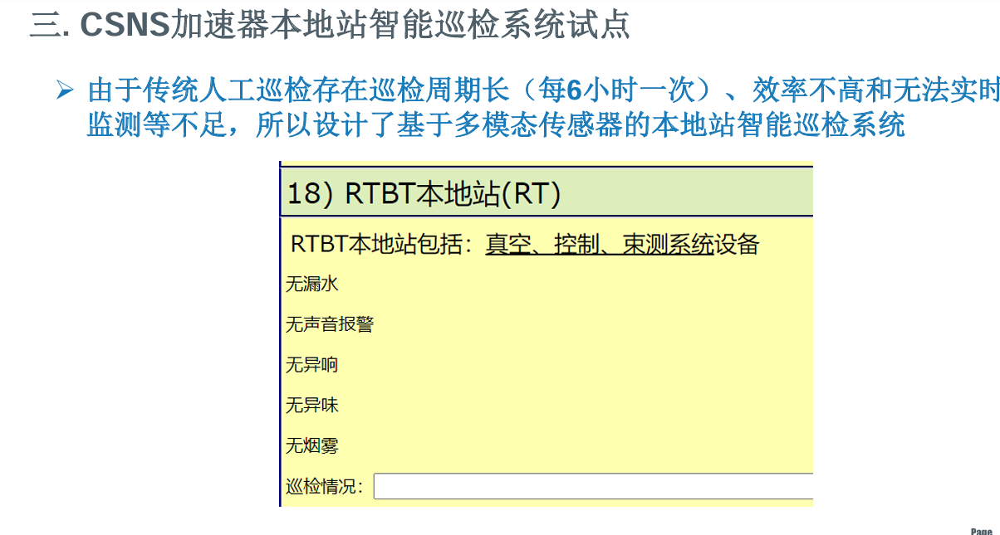 三. CSNS加速器本地站智能巡检系统试点
➢ 由于传统人工巡检存在巡检周期长（每6小时一次）、效率不高和无法实时
监测等不足，所以设计了基于多模态传感器的本地站智能巡检系统
18) RTBT本地站(RT)
RTBT本地站包括：真空、控制、束测系统设备
无漏水
无声音报警
无异响
无异味
无烟雾
巡检情况：
Page